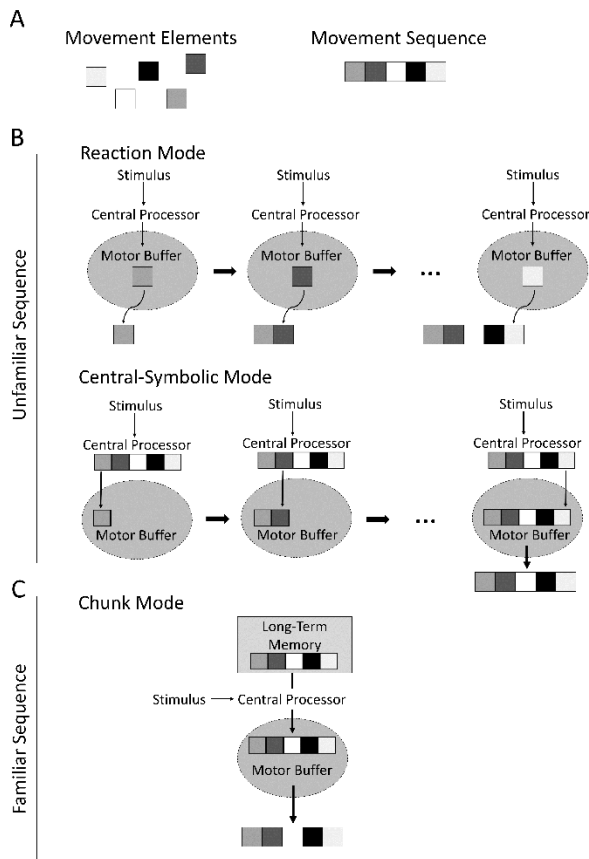 A
Movement Elements
Movement Sequence
B
Unfamiliar Sequence
Reaction Mode
Stimulus
Stimulus
Stimulus
Central Processor
Central Processor
Central Processor
Motor Buffer
Motor Buffer
...
Motor Buffer
Central-Symbolic Mode
Stimulus
Stimulus
Stimulus
Central Processor
Central Processor
Central Processor
Motor Buffer
Motor Buffer
...
Motor Buffer
C
Familiar Sequence
Chunk Mode
Long-Term
Memory
Stimulus
Central Processor
Motor Buffer